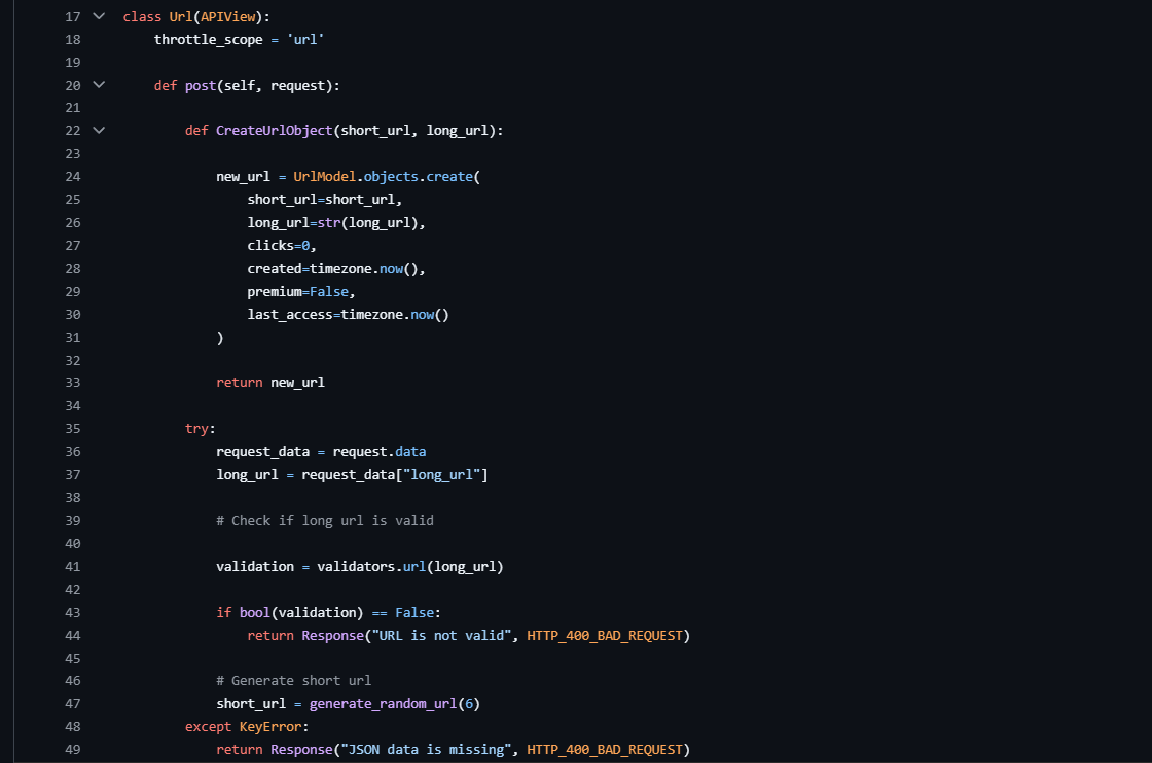 17 class Url(APIView):
18     throttle_scope = 'url'
19
20     def post(self, request):
21
22         def CreateUrlObject(short_url, long_url):
23
24             new_url = UrlModel.objects.create(
25                 short_url=short_url,
26                 long_url=str(long_url),
27                 clicks=0,
28                 created=timezone.now(),
29                 premium=False,
30                 last_access=timezone.now()
31             )
32
33             return new_url
34
35         try:
36             request_data = request.data
37             long_url = request_data["long_url"]
38
39             # Check if long url is valid
40
41             validation = validators.url(long_url)
42
43             if bool(validation) == False:
44                 return Response("URL is not valid", HTTP_400_BAD_REQUEST)
45
46             # Generate short url
47             short_url = generate_random_url(6)
48         except KeyError:
49             return Response("JSON data is missing", HTTP_400_BAD_REQUEST)